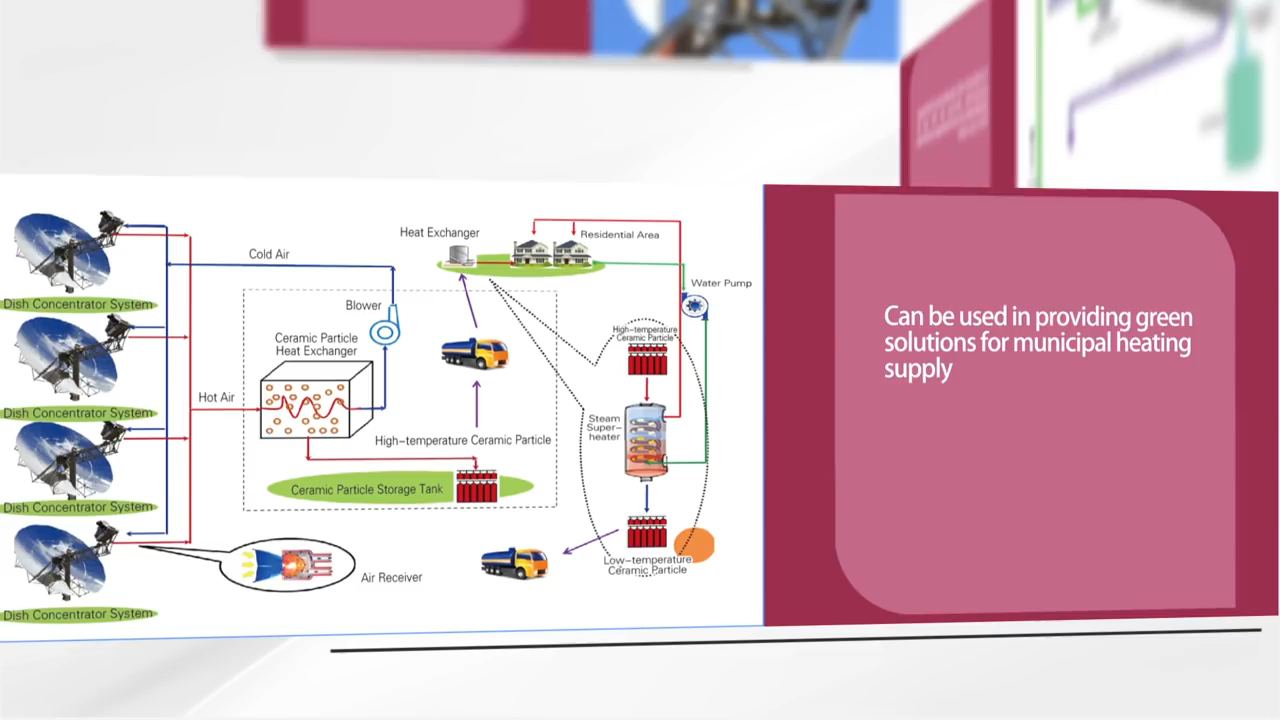 Heat Exchanger
Residential Area
Cold Air
Water Pump
Dish Concentrator System
Blower
Ceramic Particle
Heat Exchanger
High-temperature
Ceramic Particle
Can be used in providing green
solutions for municipal heating
supply
Hot Air
Dish Concentrator System
Steam
Super-
heater
High-temperature Ceramic Particle
Ceramic Particle Storage Tank
Dish Concentrator System
Low-temperature
Ceramic Particle
Air Receiver
Dish Concentrator System